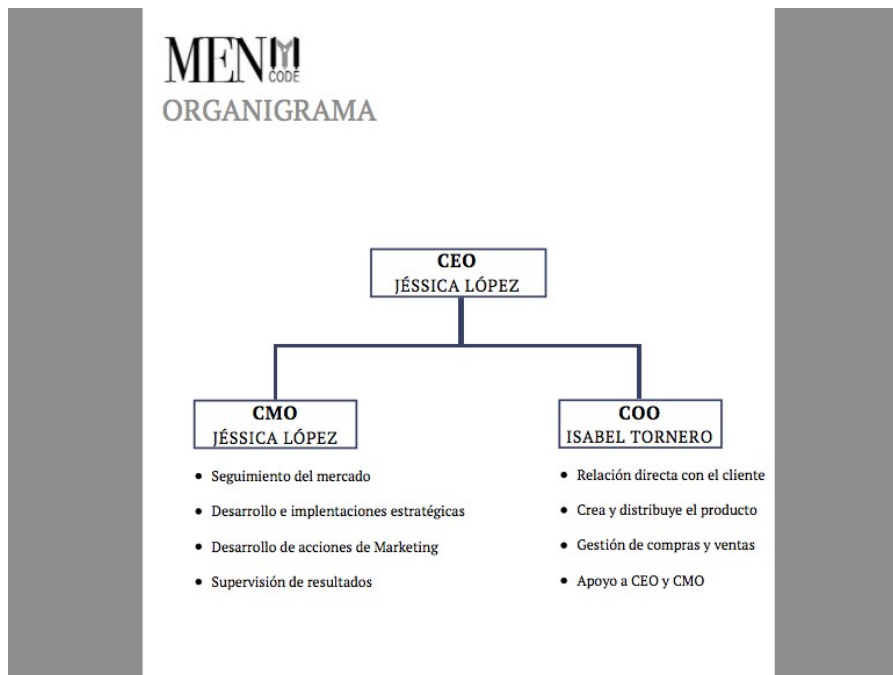 MEN MY
CODE
ORGANIGRAMA
CEO
JÉSSICA LÓPEZ
CMO
JÉSSICA LÓPEZ
• Seguimiento del mercado
• Desarrollo e implentaciones estratégicas
• Desarrollo de acciones de Marketing
• Supervisión de resultados
COO
ISABEL TORNERO
• Relación directa con el cliente
• Crea y distribuye el producto
• Gestión de compras y ventas
• Apoyo a CEO y CMO